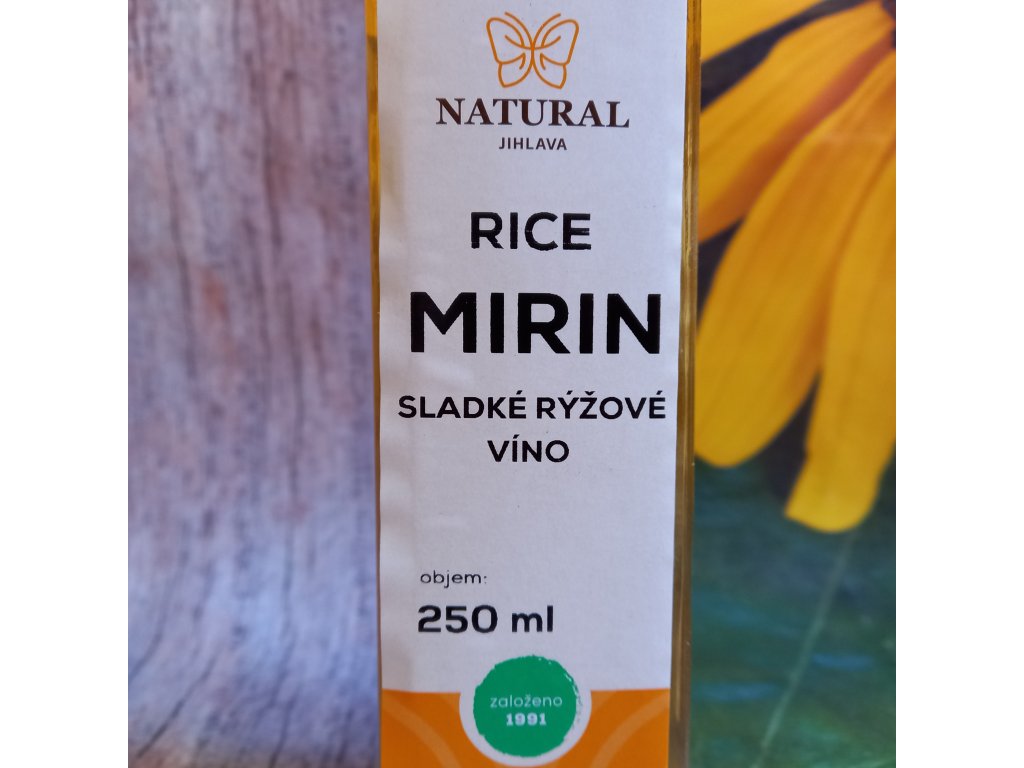 NATURAL
JIHLAVA
RICE
MIRIN
SLADKÉ RÝŽOVÉ
VÍNO
objem:
250 ml
založeno
1991